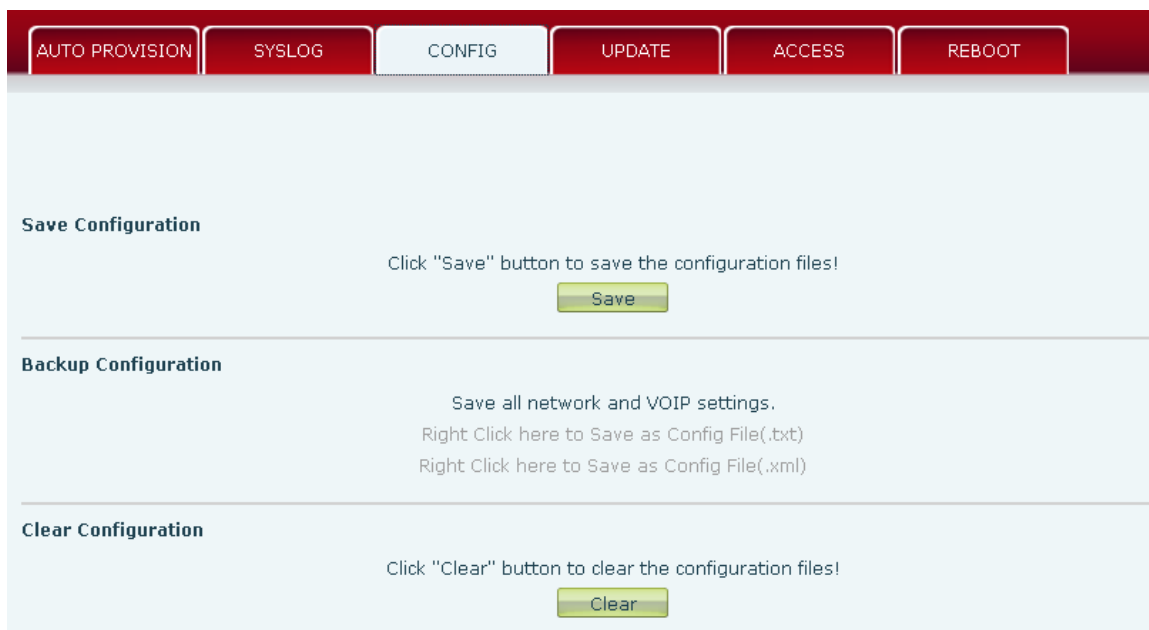 AUTO PROVISION SYSLOG CONFIG UPDATE ACCESS REBOOT
Save Configuration
Click "Save" button to save the configuration files!
Save
Backup Configuration
Save all network and VOIP settings.
Right Click here to Save as Config File(.txt)
Right Click here to Save as Config File(.xml)
Clear Configuration
Click "Clear" button to clear the configuration files!
Clear